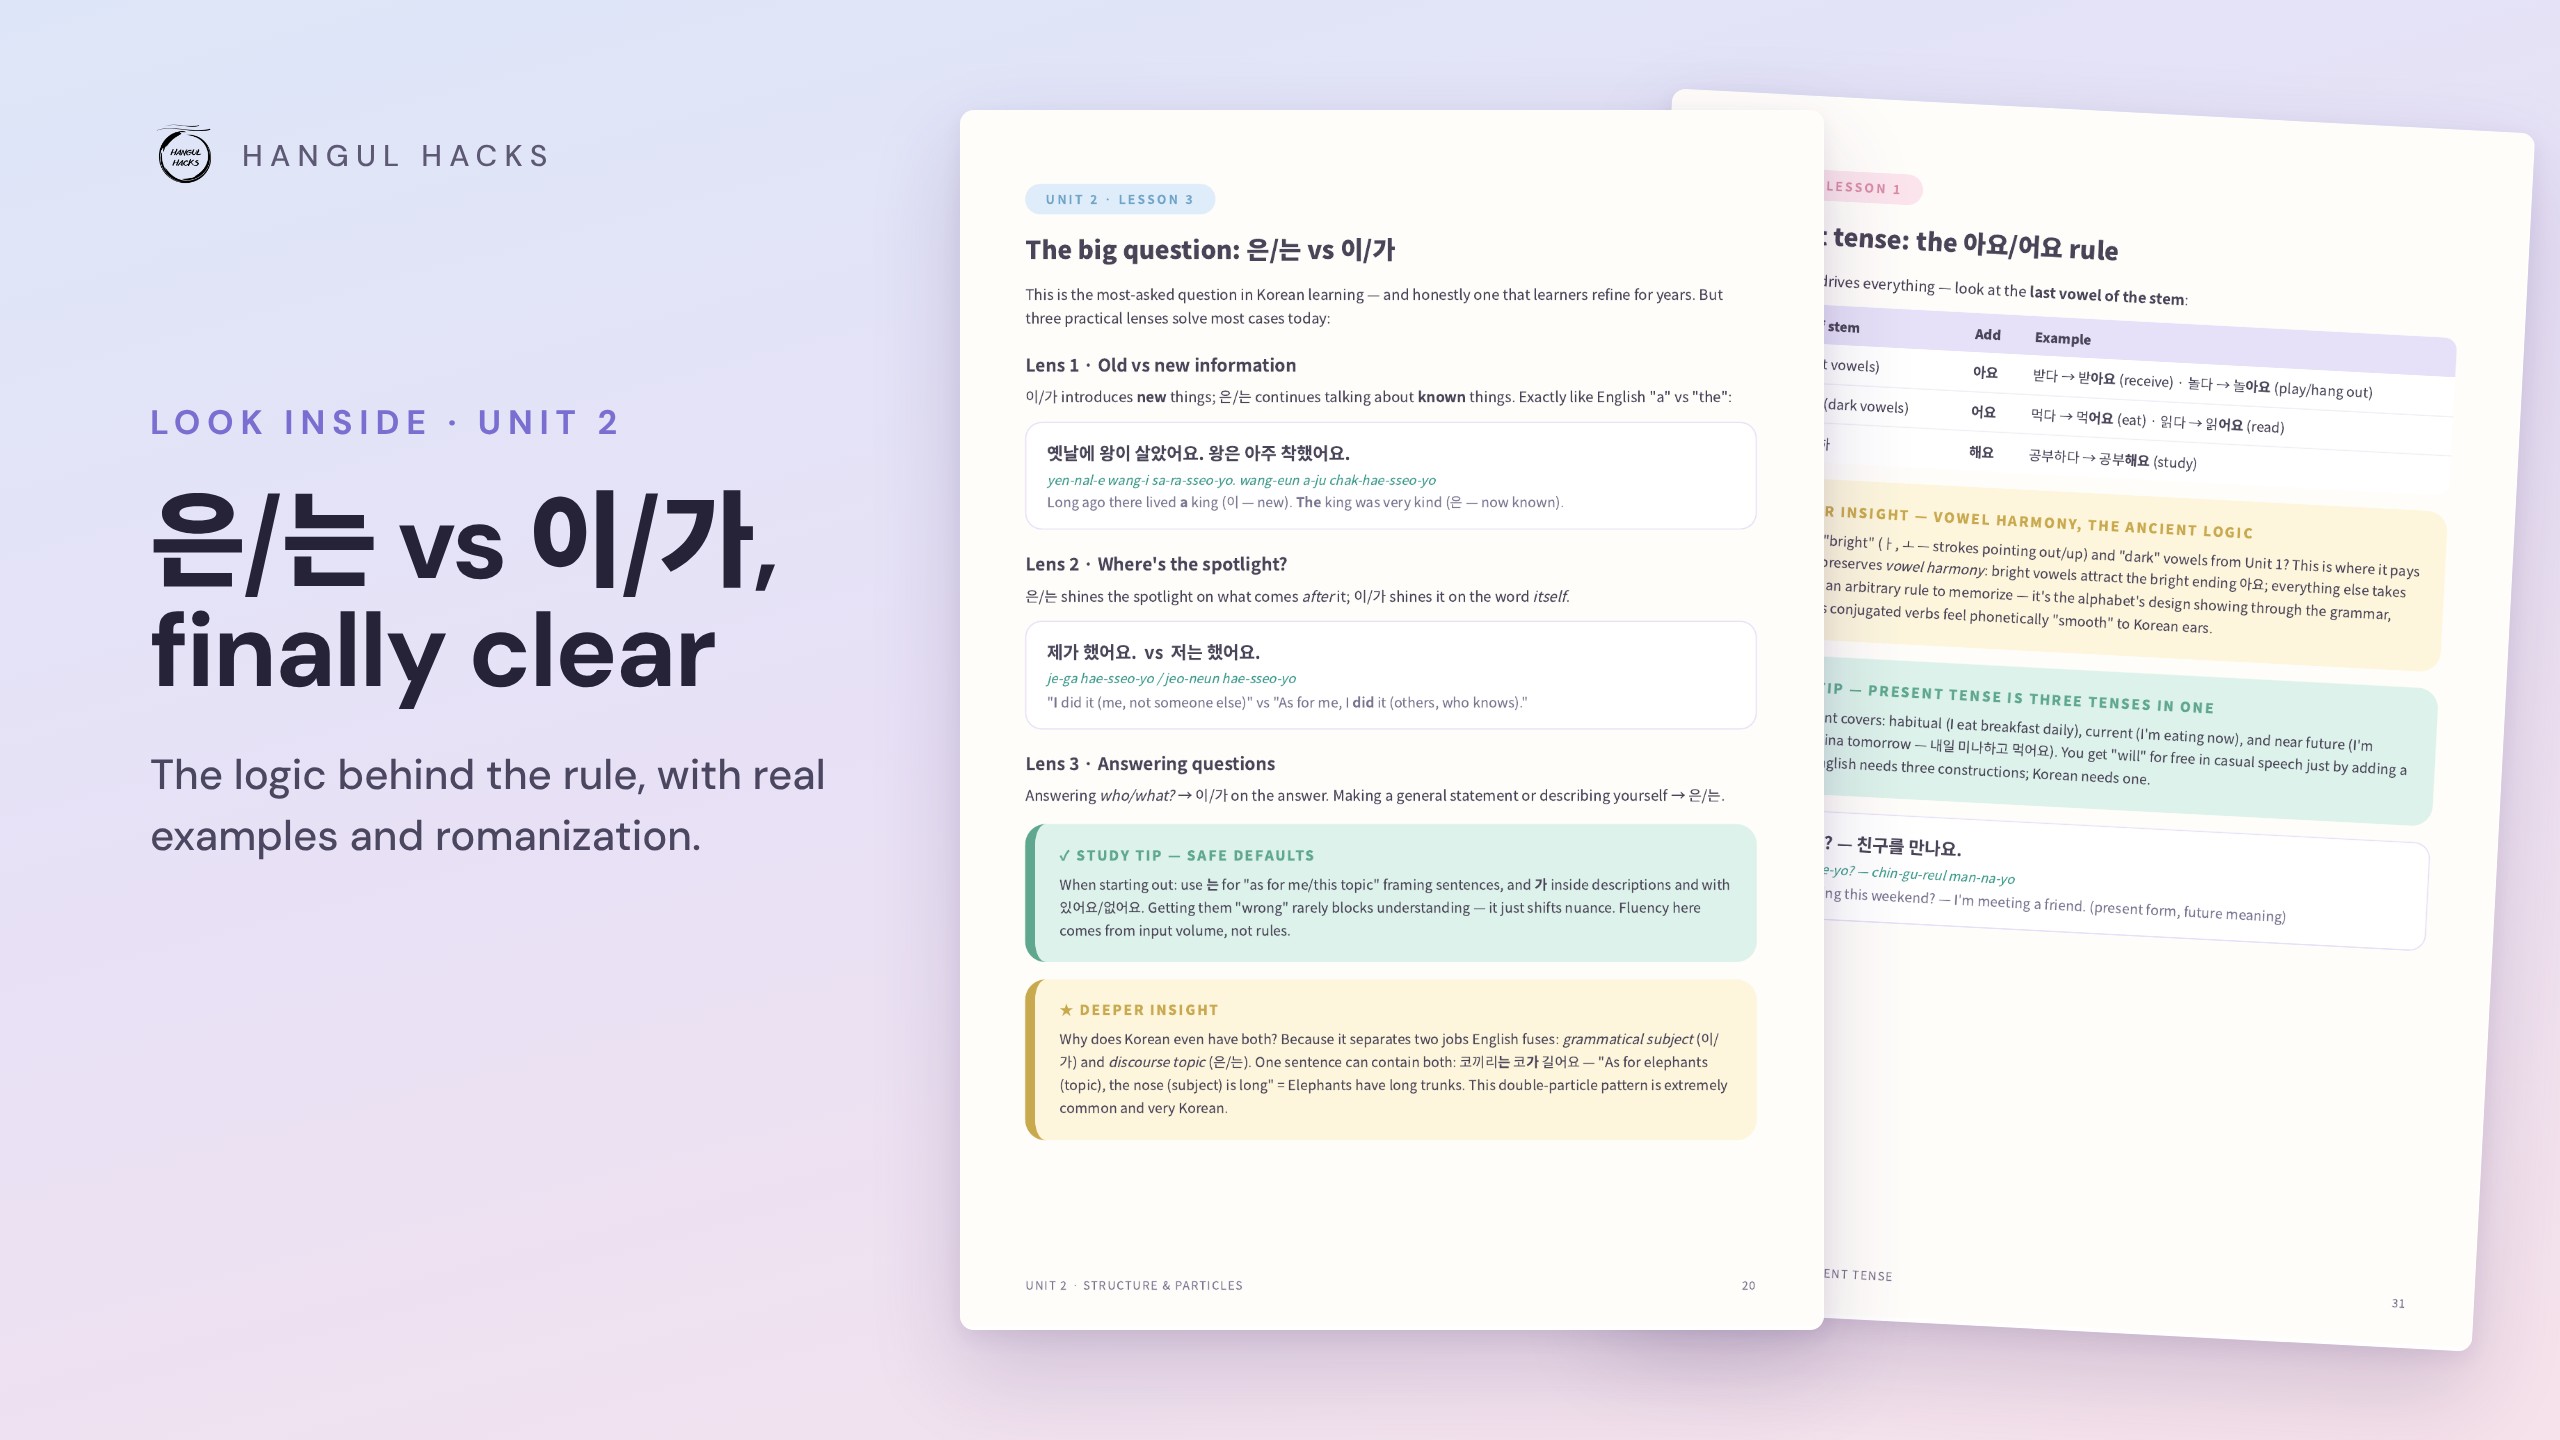 HANGUL HACKS
HANGUL HACKS
LOOK INSIDE · UNIT 2
은/는 vs 이/가,
finally clear
The logic behind the rule, with real
examples and romanization.
UNIT 2 · LESSON 3
The big question: 은/는 vs 이/가
This is the most-asked question in Korean learning — and honestly one that learners refine for years. But
three practical lenses solve most cases today:
Lens 1 · Old vs new information
이/가 introduces new things; 은/는 continues talking about known things. Exactly like English "a" vs "the":
옛날에 왕이 살았어요. 왕은 아주 착했어요.
yen-nal-e wang-i sa-ra-sseo-yo. wang-eun a-ju chak-hae-sseo-yo
Long ago there lived a king (이 — new). The king was very kind (은 — now known).
Lens 2 · Where's the spotlight?
은/는 shines the spotlight on what comes after it; 이/가 shines it on the word itself.
제가 했어요. vs 저는 했어요.
je-ga hae-sseo-yo / jeo-neun hae-sseo-yo
"I did it (me, not someone else)" vs "As for me, I did it (others, who knows)."
Lens 3 · Answering questions
Answering who/what? → 이/가 on the answer. Making a general statement or describing yourself → 은/는.
✓ STUDY TIP — SAFE DEFAULTS
When starting out: use 는 for "as for me/this topic" framing sentences, and 가 inside descriptions and with
있어요/없어요. Getting them "wrong" rarely blocks understanding — it just shifts nuance. Fluency here
comes from input volume, not rules.
★ DEEPER INSIGHT
Why does Korean even have both? Because it separates two jobs English fuses: grammatical subject (이/
가) and discourse topic (은/는). One sentence can contain both: 코끼리는 코가 길어요 — "As for elephants
(topic), the nose (subject) is long" = Elephants have long trunks. This double-particle pattern is extremely
common and very Korean.
UNIT 2 · STRUCTURE & PARTICLES
20
LESSON 1
tense: the 아요/어요 rule
drives everything — look at the last vowel of the stem:
stem Add Example
vowels) 아요 받다 → 받아요 (receive) · 놀다 → 놀아요 (play/hang out)
(dark vowels) 어요 먹다 → 먹어요 (eat) · 읽다 → 읽어요 (read)
해요 공부하다 → 공부해요 (study)
INSIGHT — VOWEL HARMONY, THE ANCIENT LOGIC
"bright" (ㅏ, ㅗ — strokes pointing out/up) and "dark" vowels from Unit 1? This is where it pays
preserves vowel harmony: bright vowels attract the bright ending 아요; everything else takes
an arbitrary rule to memorize — it's the alphabet's design showing through the grammar,
conjugated verbs feel phonetically "smooth" to Korean ears.
TIP — PRESENT TENSE IS THREE TENSES IN ONE
covers: habitual (I eat breakfast daily), current (I'm eating now), and near future (I'm
tomorrow — 내일 미나하고 먹어요). You get "will" for free in casual speech just by adding a
English needs three constructions; Korean needs one.
? — 친구를 만나요.
e-yo? — chin-gu-reul man-na-yo
this weekend? — I'm meeting a friend. (present form, future meaning)
TENSE
31